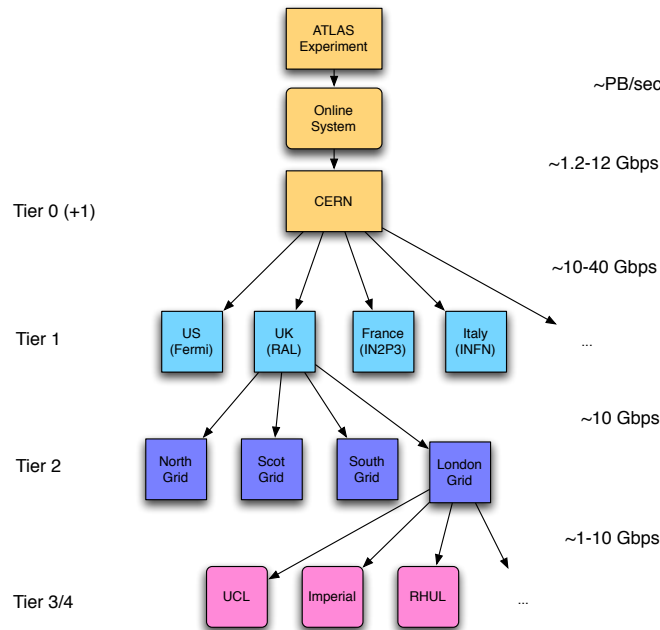 ATLAS
Experiment
~PB/sec
Online
System
~1.2-12 Gbps
CERN
Tier 0 (+1)
~10-40 Gbps
US
(Fermi)
UK
(RAL)
France
(IN2P3)
Italy
(INFN)
...
Tier 1
~10 Gbps
North
Grid
Scot
Grid
South
Grid
London
Grid
Tier 2
~1-10 Gbps
UCL
Imperial
RHUL
...
Tier 3/4